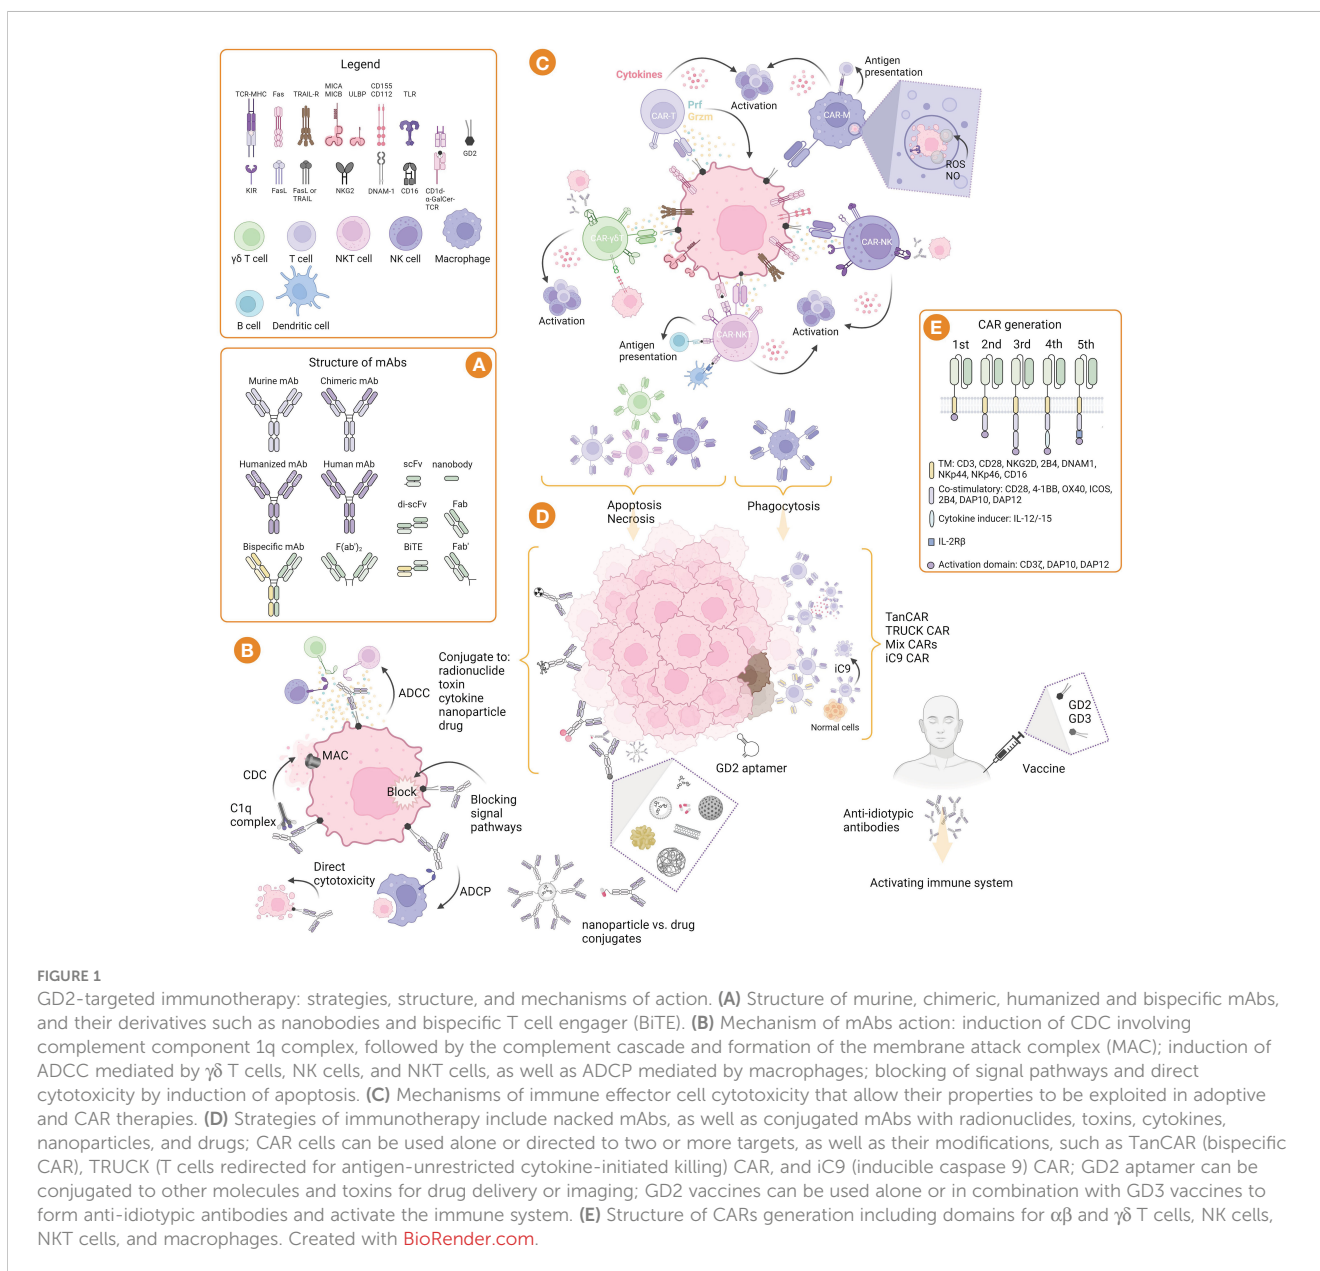 Legend
TCR-MHC
Fas
TRAIL-R
MICA
MICB
ULBP
CD155
CD112
TLR
GD2
KIR
FasL
FasL or
TRAIL
NKG2
DNAM-1
CD16
CD1d-
α-GalCer-
TCR
γδ T cell
T cell
NKT cell
NK cell
Macrophage
B cell
Dendritic cell
A
Structure of mAbs
Murine mAb
Chimeric mAb
Humanized mAb
Human mAb
scFv
nanobody
di-scFv
Fab
Bispecific mAb
F(ab')₂
BiTE
Fab'
B
ADCC
MAC
CDC
C1q
complex
Block
Blocking
signal
pathways
Direct
cytotoxicity
ADCP
C
Cytokines
Activation
Antigen
presentation
CAR-T
Prf
Grzm
CAR-M
ROS
NO
CAR-γδT
CAR-NK
Activation
CAR-NKT
Activation
Antigen
presentation
Apoptosis
Necrosis
Phagocytosis
D
Conjugate to:
radionuclide
toxin
cytokine
nanoparticle
drug
TanCAR
TRUCK CAR
Mix CARs
iC9 CAR
iC9
Normal cells
GD2 aptamer
nanoparticle vs. drug
conjugates
GD2
GD3
Vaccine
Anti-idiotypic
antibodies
Activating immune system
E
CAR generation
1st 2nd 3rd 4th 5th
TM: CD3, CD28, NKG2D, 2B4, DNAM1,
NKp44, NKp46, CD16
Co-stimulatory: CD28, 4-1BB, OX40, ICOS,
2B4, DAP10, DAP12
Cytokine inducer: IL-12/-15
IL-2Rβ
Activation domain: CD3ζ, DAP10, DAP12
FIGURE 1
GD2-targeted immunotherapy: strategies, structure, and mechanisms of action. (A) Structure of murine, chimeric, humanized and bispecific mAbs,
and their derivatives such as nanobodies and bispecific T cell engager (BiTE). (B) Mechanism of mAbs action: induction of CDC involving
complement component 1q complex, followed by the complement cascade and formation of the membrane attack complex (MAC); induction of
ADCC mediated by γδ T cells, NK cells, and NKT cells, as well as ADCP mediated by macrophages; blocking of signal pathways and direct
cytotoxicity by induction of apoptosis. (C) Mechanisms of immune effector cell cytotoxicity that allow their properties to be exploited in adoptive
and CAR therapies. (D) Strategies of immunotherapy include nacked mAbs, as well as conjugated mAbs with radionuclides, toxins, cytokines,
nanoparticles, and drugs; CAR cells can be used alone or directed to two or more targets, as well as their modifications, such as TanCAR (bispecific
CAR), TRUCK (T cells redirected for antigen-unrestricted cytokine-initiated killing) CAR, and iC9 (inducible caspase 9) CAR; GD2 aptamer can be
conjugated to other molecules and toxins for drug delivery or imaging; GD2 vaccines can be used alone or in combination with GD3 vaccines to
form anti-idiotypic antibodies and activate the immune system. (E) Structure of CARs generation including domains for αβ and γδ T cells, NK cells,
NKT cells, and macrophages. Created with BioRender.com.